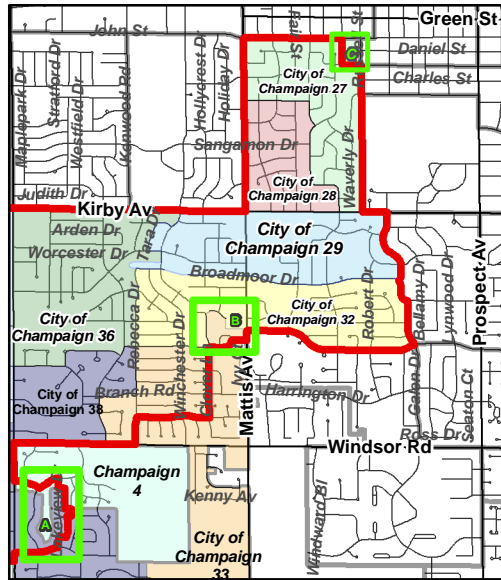 Green St
John St
Fair St
Daniel St
Charles St
C
Maplepark Dr
Stratford Dr
Westfield Dr
Kenwood Rd
Hollycrest Dr
Holiday Dr
City of
Champaign 27
Sangamon Dr
Waverly Dr
City of
Champaign 28
Judith Dr
Kirby Av
Arden Dr
Tara Dr
Worcester Dr
City of
Champaign 29
Broadmoor Dr
Prospect Av
Bellamy Dr
Lynwood Dr
City of
Champaign 36
Rebecca Dr
Winchester Dr
B
City of
Champaign 32
Robert Dr
Mattis Av
Galen Dr
Seaton Ct
City of
Champaign 38
Branch Rd
Harrington Dr
Ross Dr
Windsor Rd
Champaign
4
Kenny Av
Windward Bl
A
City of
Champaign
33